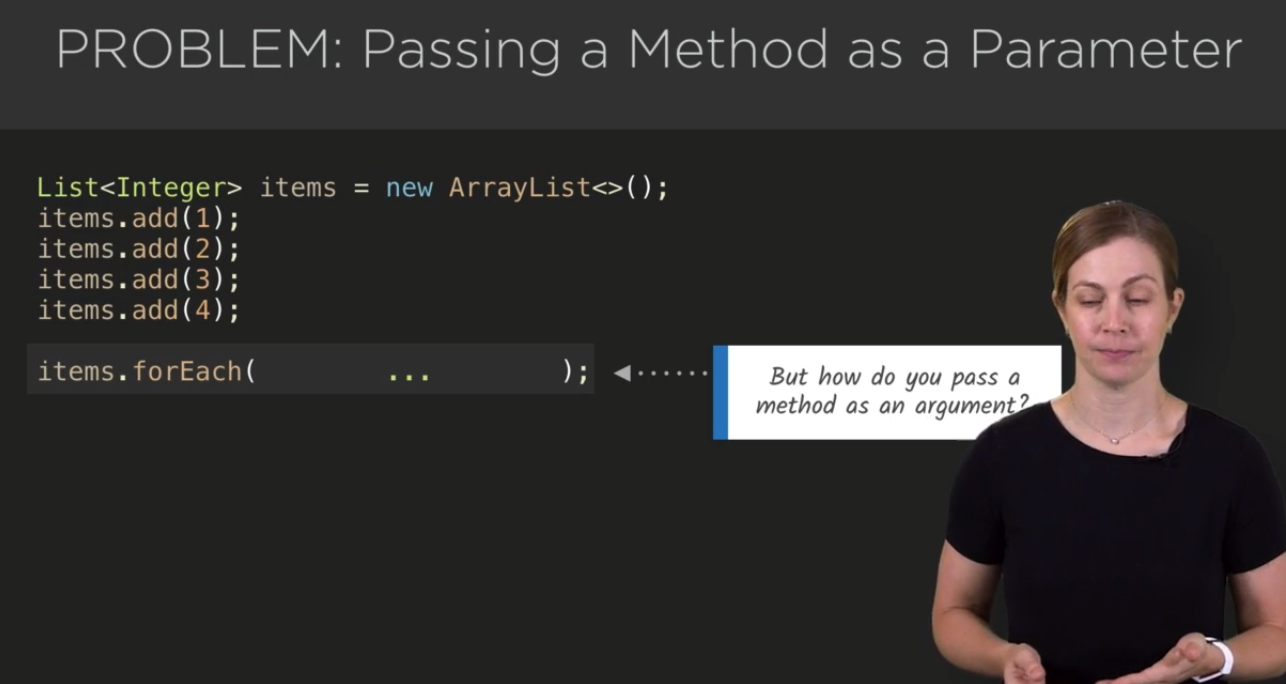 PROBLEM: Passing a Method as a Parameter
List<Integer> items = new ArrayList<>();
items.add(1);
items.add(2);
items.add(3);
items.add(4);
items.forEach( ... );
But how do you pass a
method as an argument?